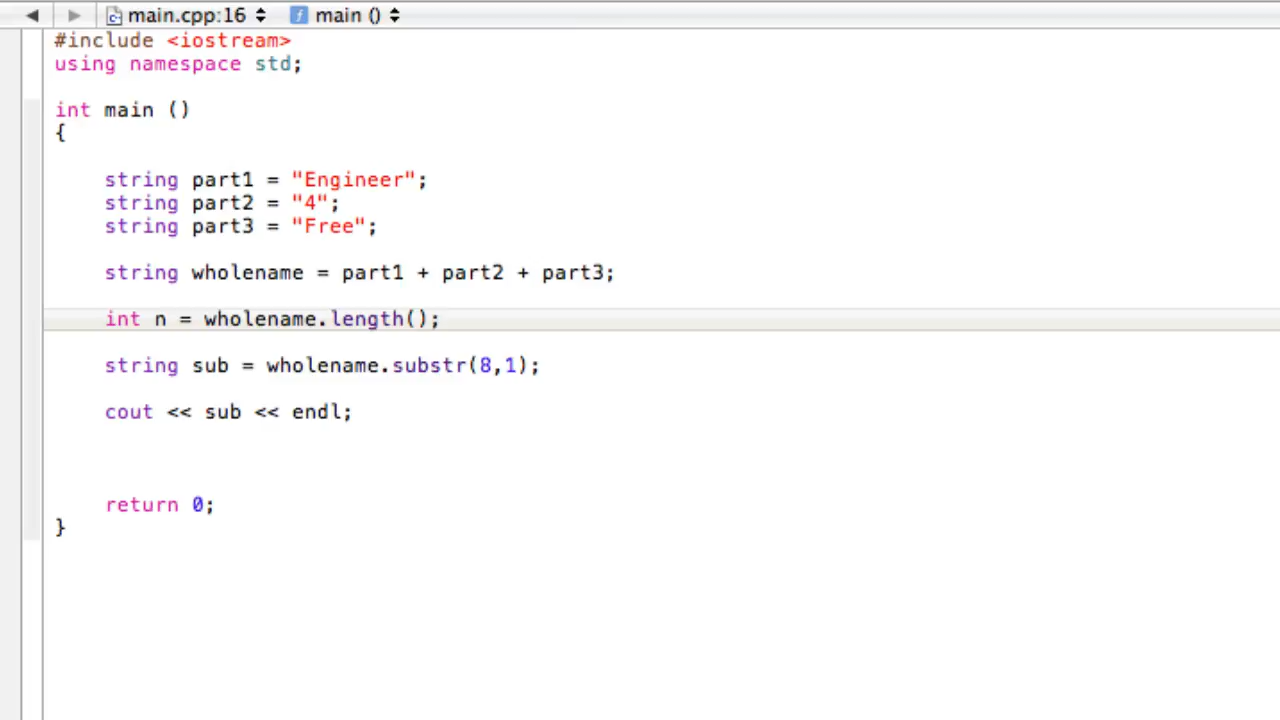 main.cpp:16 main ()
#include <iostream>
using namespace std;
int main ()
{
string part1 = "Engineer";
string part2 = "4";
string part3 = "Free";
string wholename = part1 + part2 + part3;
int n = wholename.length();
string sub = wholename.substr(8,1);
cout << sub << endl;
return 0;
}